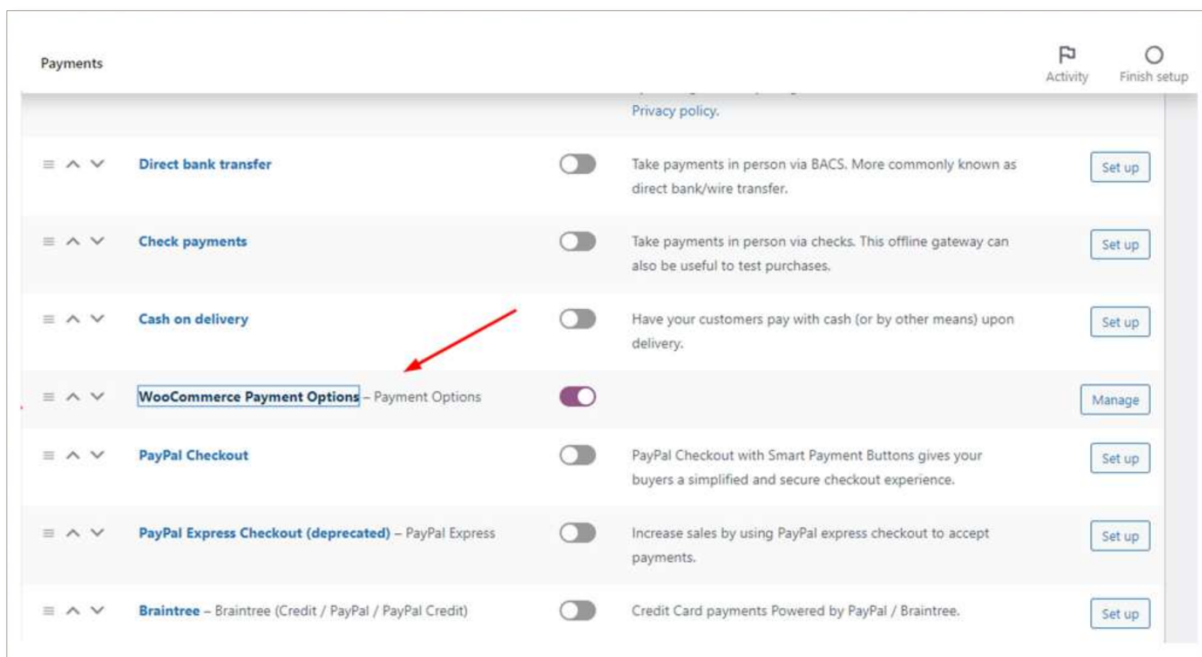 Payments
Activity
Finish setup
Privacy policy.
Direct bank transfer
Take payments in person via BACS. More commonly known as
direct bank/wire transfer.
Set up
Check payments
Take payments in person via checks. This offline gateway can
also be useful to test purchases.
Set up
Cash on delivery
Have your customers pay with cash (or by other means) upon
delivery.
Set up
WooCommerce Payment Options – Payment Options
Manage
PayPal Checkout
PayPal Checkout with Smart Payment Buttons gives your
buyers a simplified and secure checkout experience.
Set up
PayPal Express Checkout (deprecated) – PayPal Express
Increase sales by using PayPal express checkout to accept
payments.
Set up
Braintree – Braintree (Credit / PayPal / PayPal Credit)
Credit Card payments Powered by PayPal / Braintree.
Set up